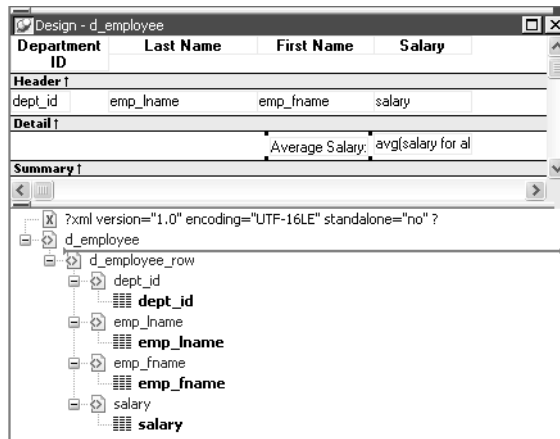 Design - d_employee
Department ID Last Name First Name Salary
Header ↑
dept_id emp_lname emp_fname salary
Detail ↑
Average Salary: avg(salary for al
Summary ↑
?xml version="1.0" encoding="UTF-16LE" standalone="no" ?
d_employee
d_employee_row
dept_id
dept_id
emp_lname
emp_lname
emp_fname
emp_fname
salary
salary